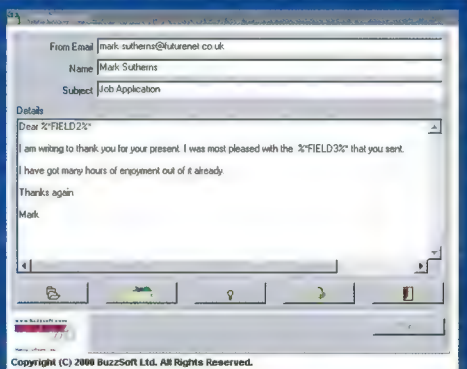 From Email mark.sutherns@futurenet.co.uk
Name Mark Sutherns
Subject Job Application
Details
Dear %*FIELD2%*
I am writing to thank you for your present. I was most pleased with the %*FIELD3%* that you sent.
I have got many hours of enjoyment out of it already.
Thanks again
Mark
Copyright (C) 2000 BuzzSoft Ltd. All Rights Reserved.